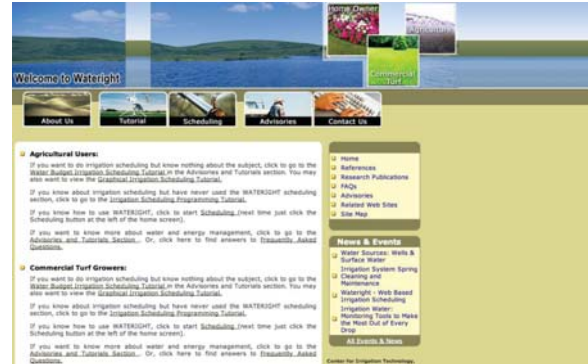 Home Owner
Agriculture
Commercial
Turf
Welcome to Wateright
About Us
Tutorial
Scheduling
Advisories
Contact Us
Agricultural Users:
If you want to do irrigation scheduling but know nothing about the subject, click to go to the
Water Budget Irrigation Scheduling Tutorial in the Advisories and Tutorials section. You may
also want to view the Graphical Irrigation Scheduling Tutorial.
If you know about irrigation scheduling but have never used the WATERIGHT scheduling
section, click to go to the Irrigation Scheduling Programming Tutorial.
If you know how to use WATERIGHT, click to start Scheduling (next time just click the
Scheduling button at the left of the home screen).
If you want to know more about water and energy management, click to go to the
Advisories and Tutorials Section . Or, click here to find answers to Frequently Asked
Questions.
Commercial Turf Growers:
If you want to do irrigation scheduling but know nothing about the subject, click to go to the
Water Budget Irrigation Scheduling Tutorial in the Advisories and Tutorials section. You may
also want to view the Graphical Irrigation Scheduling Tutorial.
If you know about irrigation scheduling but have never used the WATERIGHT scheduling
section, click to go to the Irrigation Scheduling Programming Tutorial.
If you know how to use WATERIGHT, click to start Scheduling (next time just click the
Scheduling button at the left of the home screen).
If you want to know more about water and energy management, click to go to the
Advisories and Tutorials Section . Or, click here to find answers to Frequently Asked
Questions.
Home
References
Research Publications
FAQs
Advisories
Related Web Sites
Site Map
News & Events
Water Sources: Wells &
Surface Water
Irrigation System Spring
Cleaning and
Maintenance
Wateright - Web Based
Irrigation Scheduling
Irrigation Water:
Monitoring Tools to Make
the Most Out of Every
Drop
All Events & News
Center for Irrigation Technology,